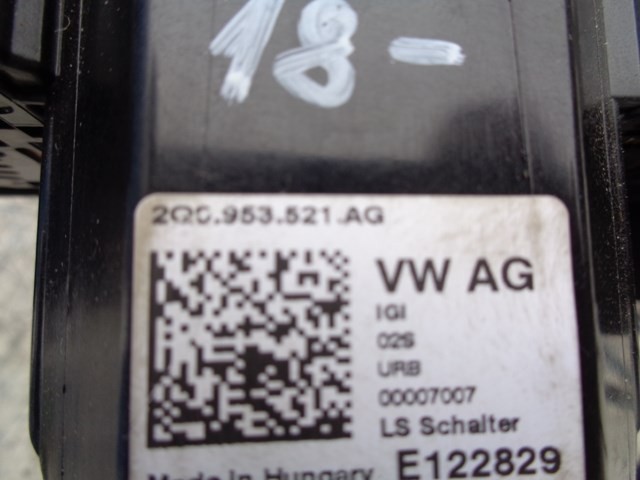 18-
2Q0.953.521.AG
VW AG
IGI
02S
URB
00007007
LS Schalter
Made in Hungary E122829